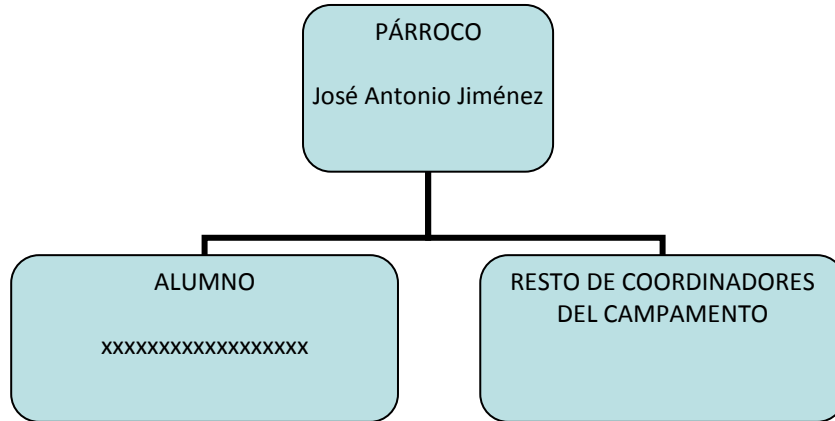 PÁRROCO
José Antonio Jiménez
ALUMNO
xxxxxxxxxxxxxxxxxx
RESTO DE COORDINADORES
DEL CAMPAMENTO